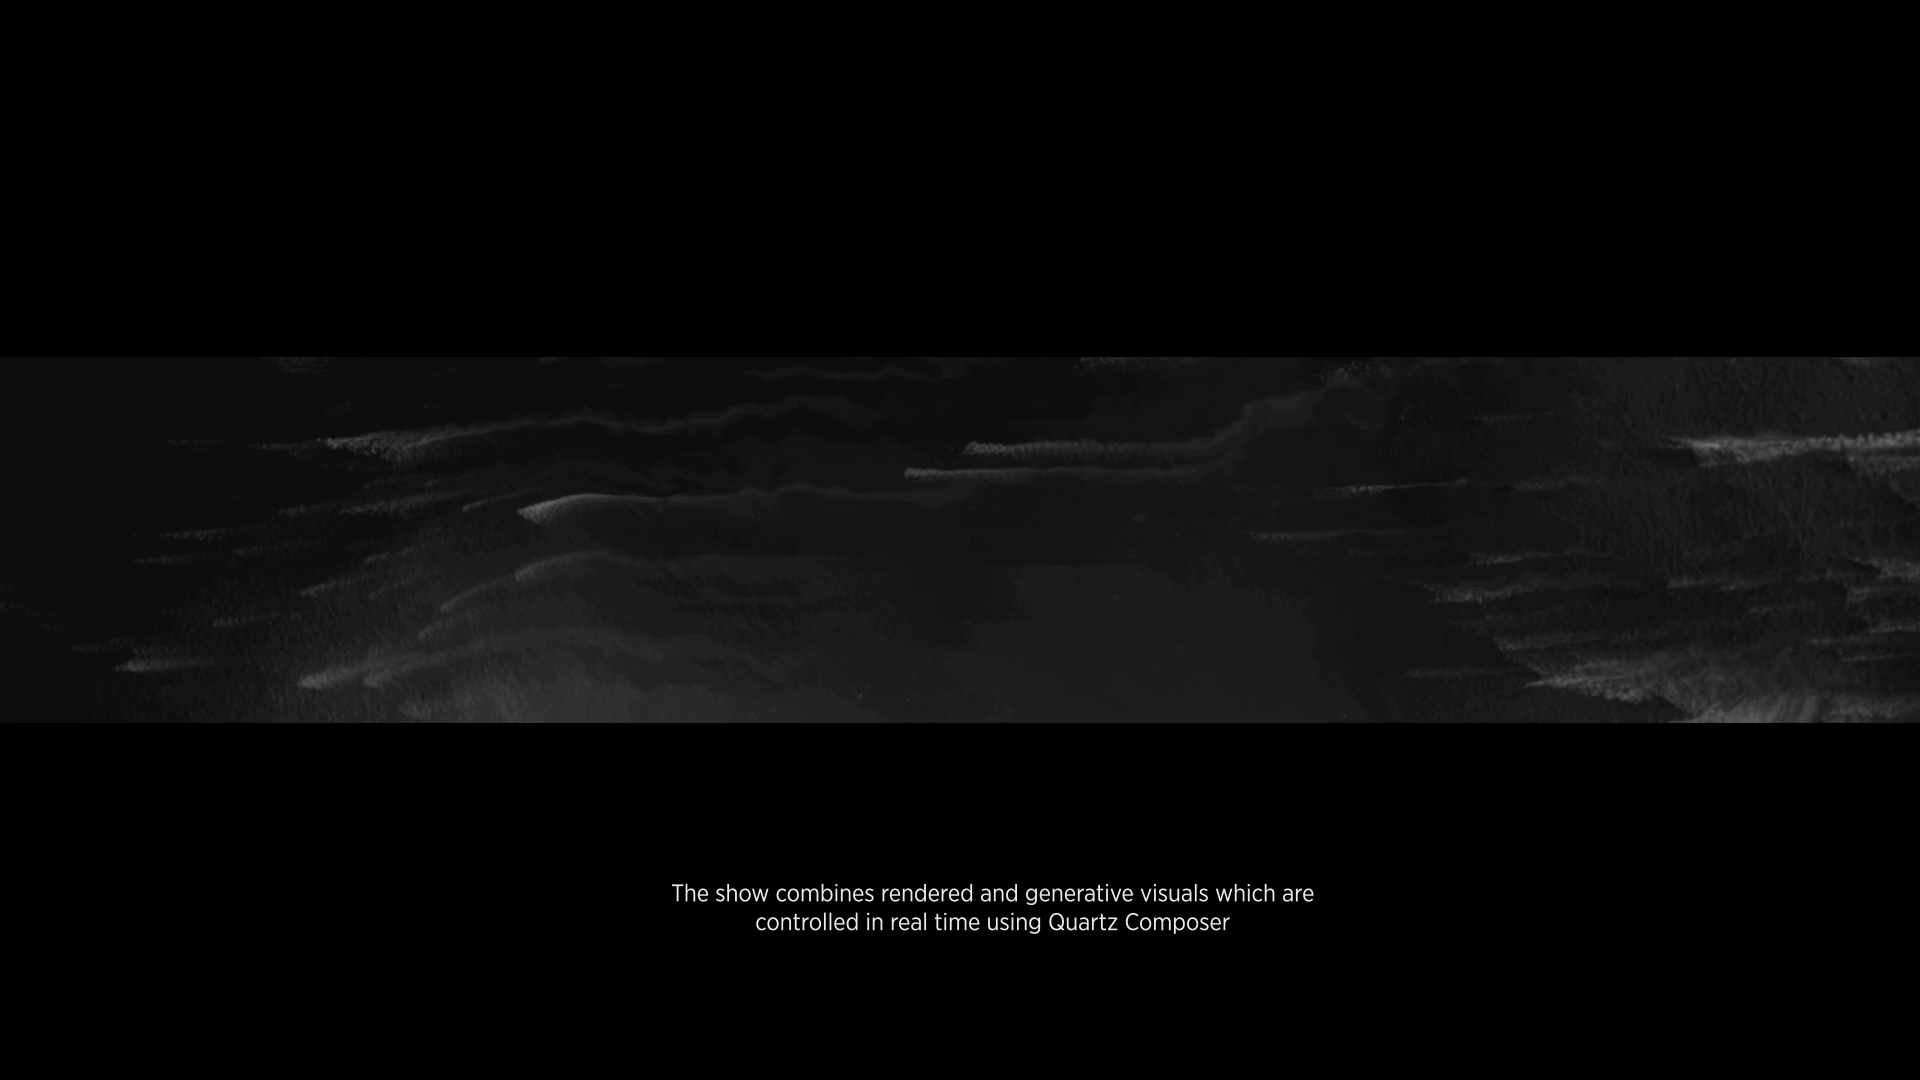 The show combines rendered and generative visuals which are
controlled in real time using Quartz Composer